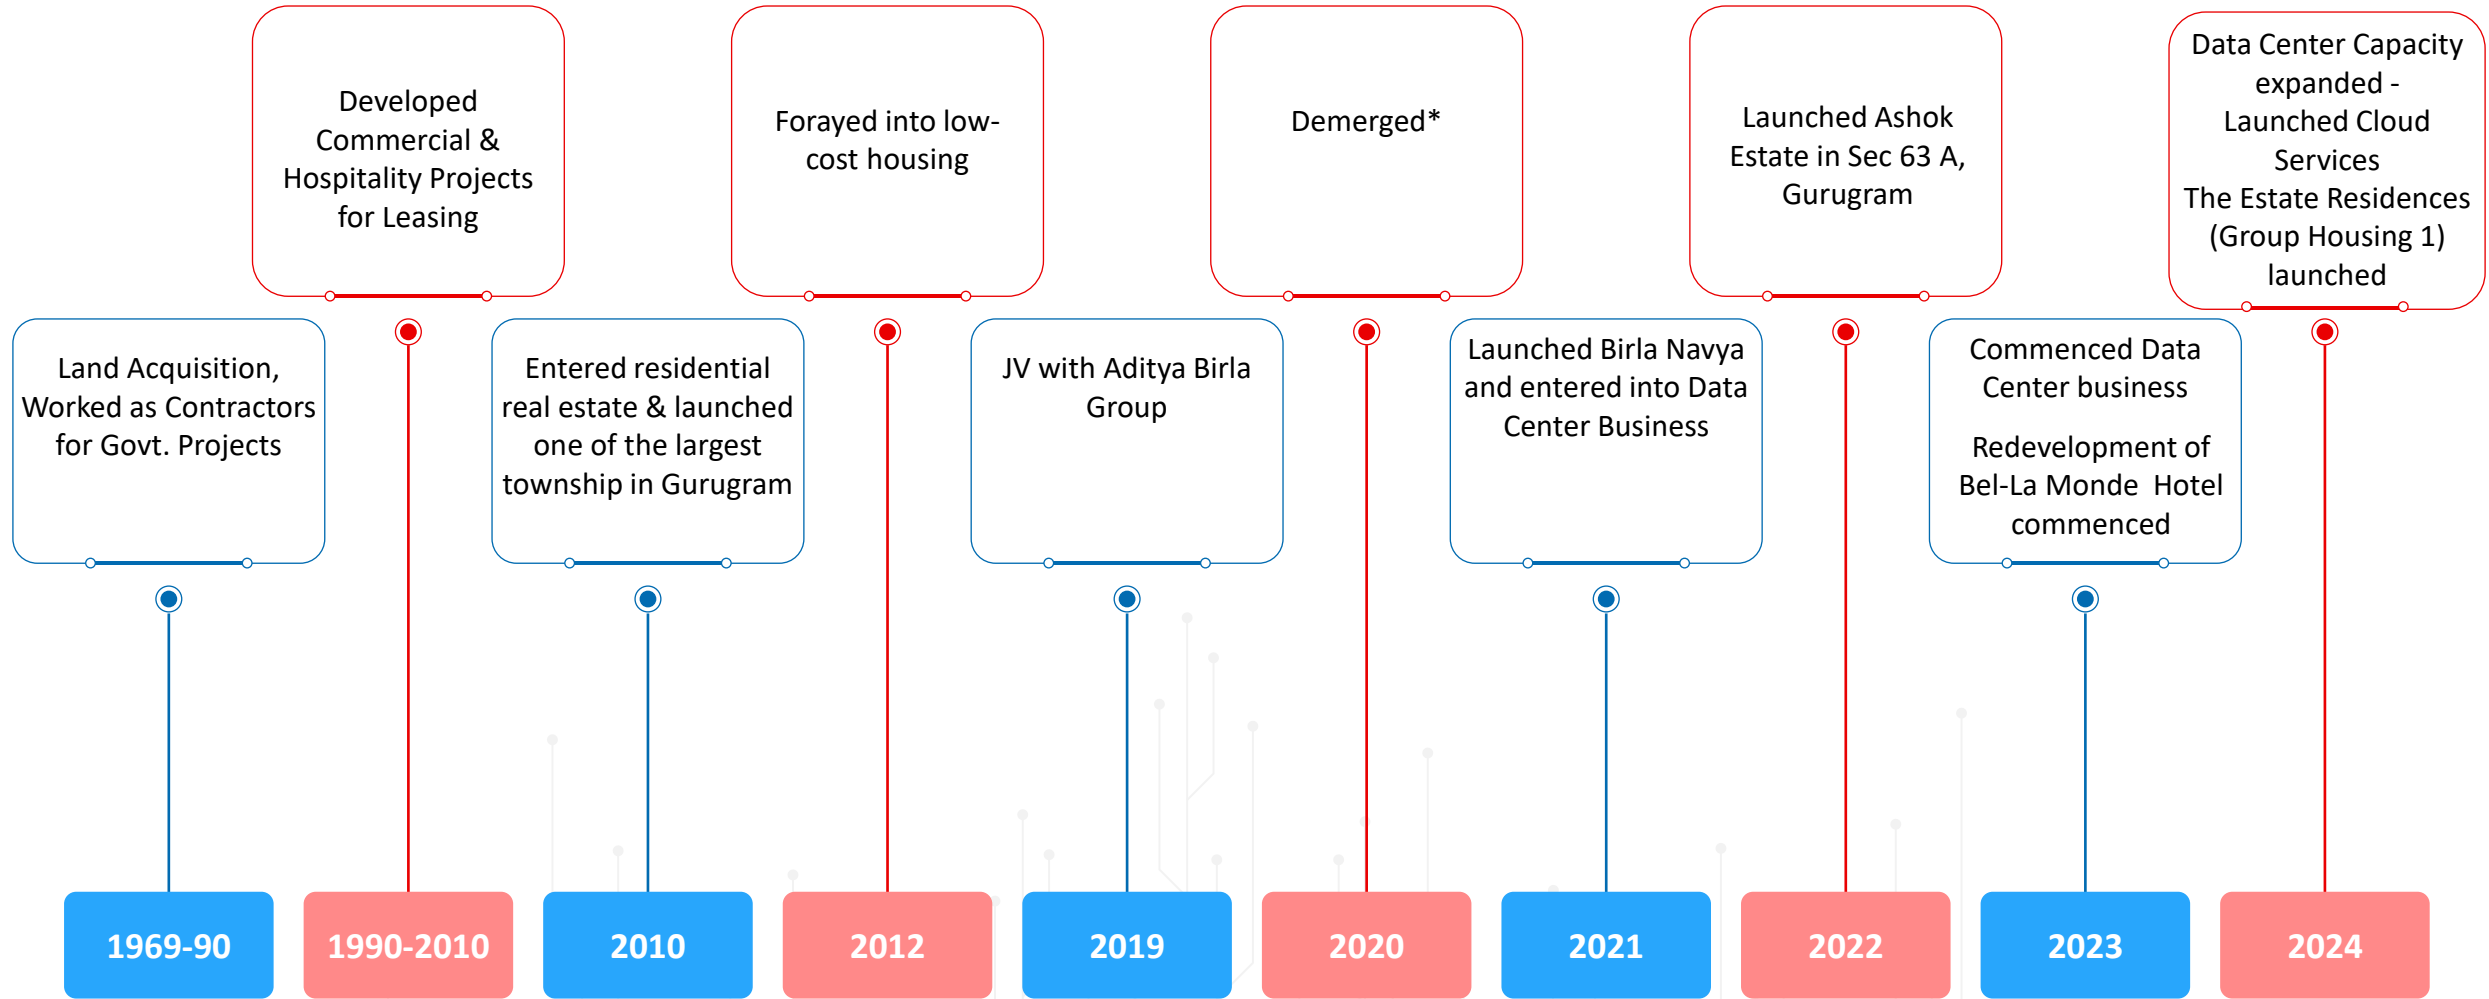 Land Acquisition,
Worked as Contractors
for Govt. Projects
1969-90
Developed
Commercial &
Hospitality Projects
for Leasing
1990-2010
Entered residential
real estate & launched
one of the largest
township in Gurugram
2010
Forayed into low-
cost housing
2012
JV with Aditya Birla
Group
2019
Demerged*
2020
Launched Birla Navya
and entered into Data
Center Business
2021
Launched Ashok
Estate in Sec 63 A,
Gurugram
2022
Commenced Data
Center business
Redevelopment of
Bel-La Monde Hotel
commenced
2023
Data Center Capacity
expanded -
Launched Cloud
Services
The Estate Residences
(Group Housing 1)
launched
2024